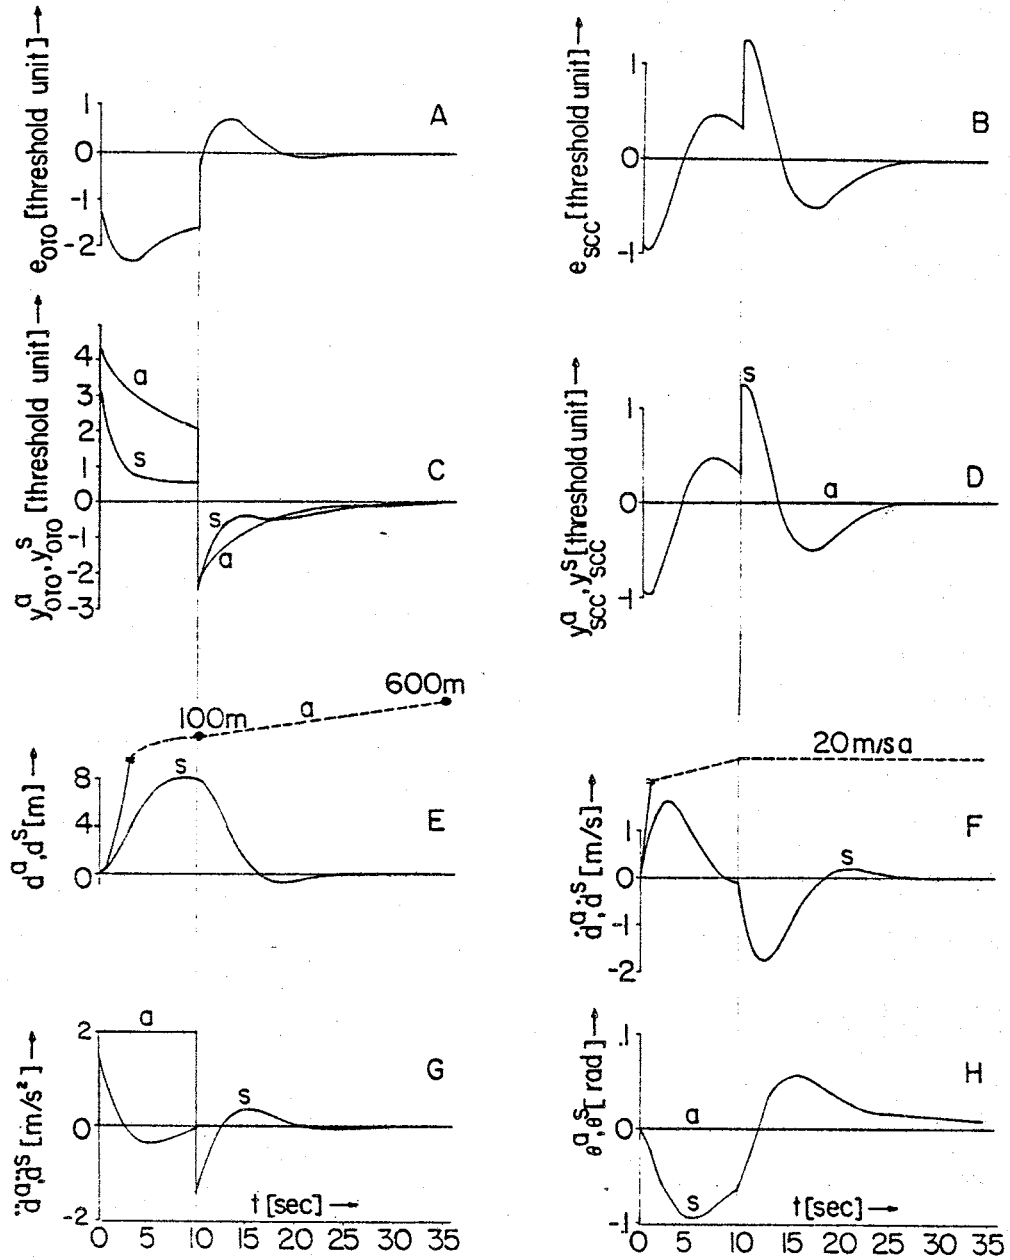 e_OTO [threshold unit] →
1
0
-1
-2
A
e_SCC [threshold unit] →
1
0
-1
B
y^a_OTO, y^s_OTO [threshold unit] →
4
3
2
1
0
-1
-2
-3
a
s
s
a
C
y^a_SCC, y^s_SCC [threshold unit] →
1
0
-1
s
a
D
d^a, d^s [m] →
8
4
0
100m
a
600m
s
E
ḋ^a, ḋ^s [m/s] →
1
0
-1
-2
20 m/s a
s
F
d̈^a, d̈^s [m/s²] →
2
0
-2
a
s
G
t [sec] →
0 5 10 15 20 25 30 35
θ^a, θ^s [rad] →
.1
0
-.1
a
s
H
t [sec] →
0 5 10 15 20 25 30 35